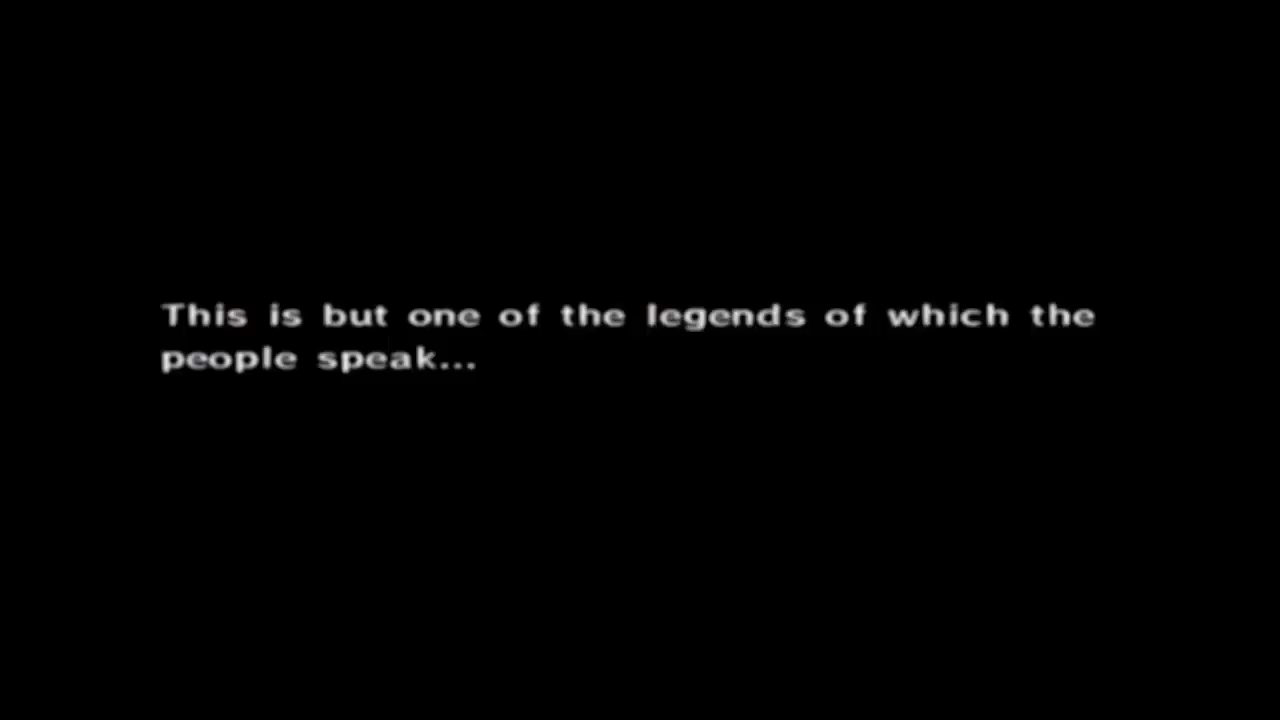 This is but one of the legends of which the
people speak...